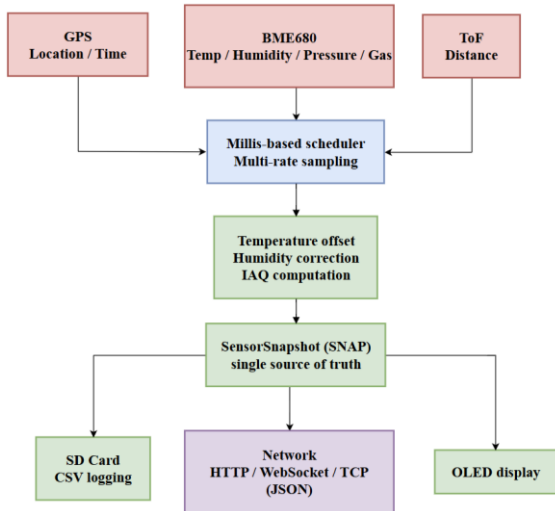 GPS
Location / Time
BME680
Temp / Humidity / Pressure / Gas
ToF
Distance
Millis-based scheduler
Multi-rate sampling
Temperature offset
Humidity correction
IAQ computation
SensorSnapshot (SNAP)
single source of truth
SD Card
CSV logging
Network
HTTP / WebSocket / TCP
(JSON)
OLED display